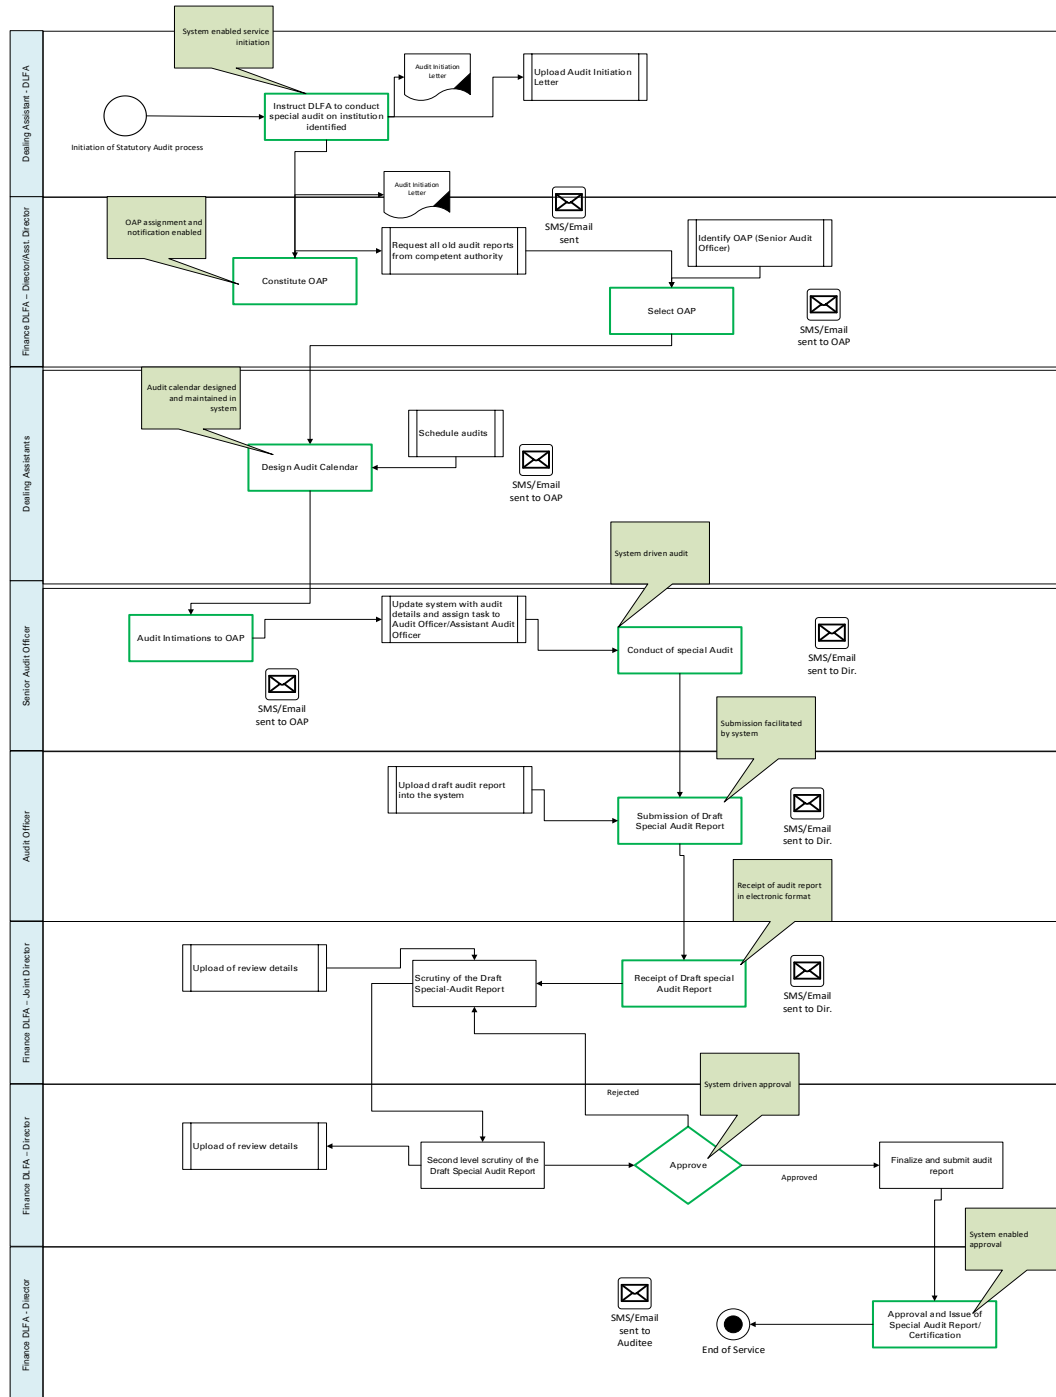 System enabled service
initiation
Dealing Assistant - DLFA
Audit Initiation
Letter
Upload Audit Initiation
Letter
Instruct DLFA to conduct
special audit on institution
identified
Initiation of Statutory Audit process
Finance DLFA – Director/Asst. Director
Audit Initiation
Letter
OAP assignment and
notification enabled
SMS/Email
sent
Request all old audit reports
from competent authority
Identify OAP (Senior Audit
Officer)
Constitute OAP
Select OAP
SMS/Email
sent to OAP
Dealing Assistants
Audit calendar designed
and maintained in
system
Schedule audits
Design Audit Calendar
SMS/Email
sent to OAP
System driven audit
Senior Audit Officer
Update system with audit
details and assign task to
Audit Officer/Assistant Audit
Officer
Audit Intimations to OAP
Conduct of special Audit
SMS/Email
sent to Dir.
SMS/Email
sent to OAP
Submission facilitated
by system
Audit Officer
Upload draft audit report
into the system
Submission of Draft
Special Audit Report
SMS/Email
sent to Dir.
Receipt of audit report
in electronic format
Finance DLFA – Joint Director
Upload of review details
Scrutiny of the Draft
Special-Audit Report
Receipt of Draft special
Audit Report
SMS/Email
sent to Dir.
System driven approval
Rejected
Finance DLFA – Director
Upload of review details
Second level scrutiny of the
Draft Special Audit Report
Approve
Approved
Finalize and submit audit
report
System enabled
approval
Finance DLFA - Director
SMS/Email
sent to
Auditee
End of Service
Approval and Issue of
Special Audit Report/
Certification